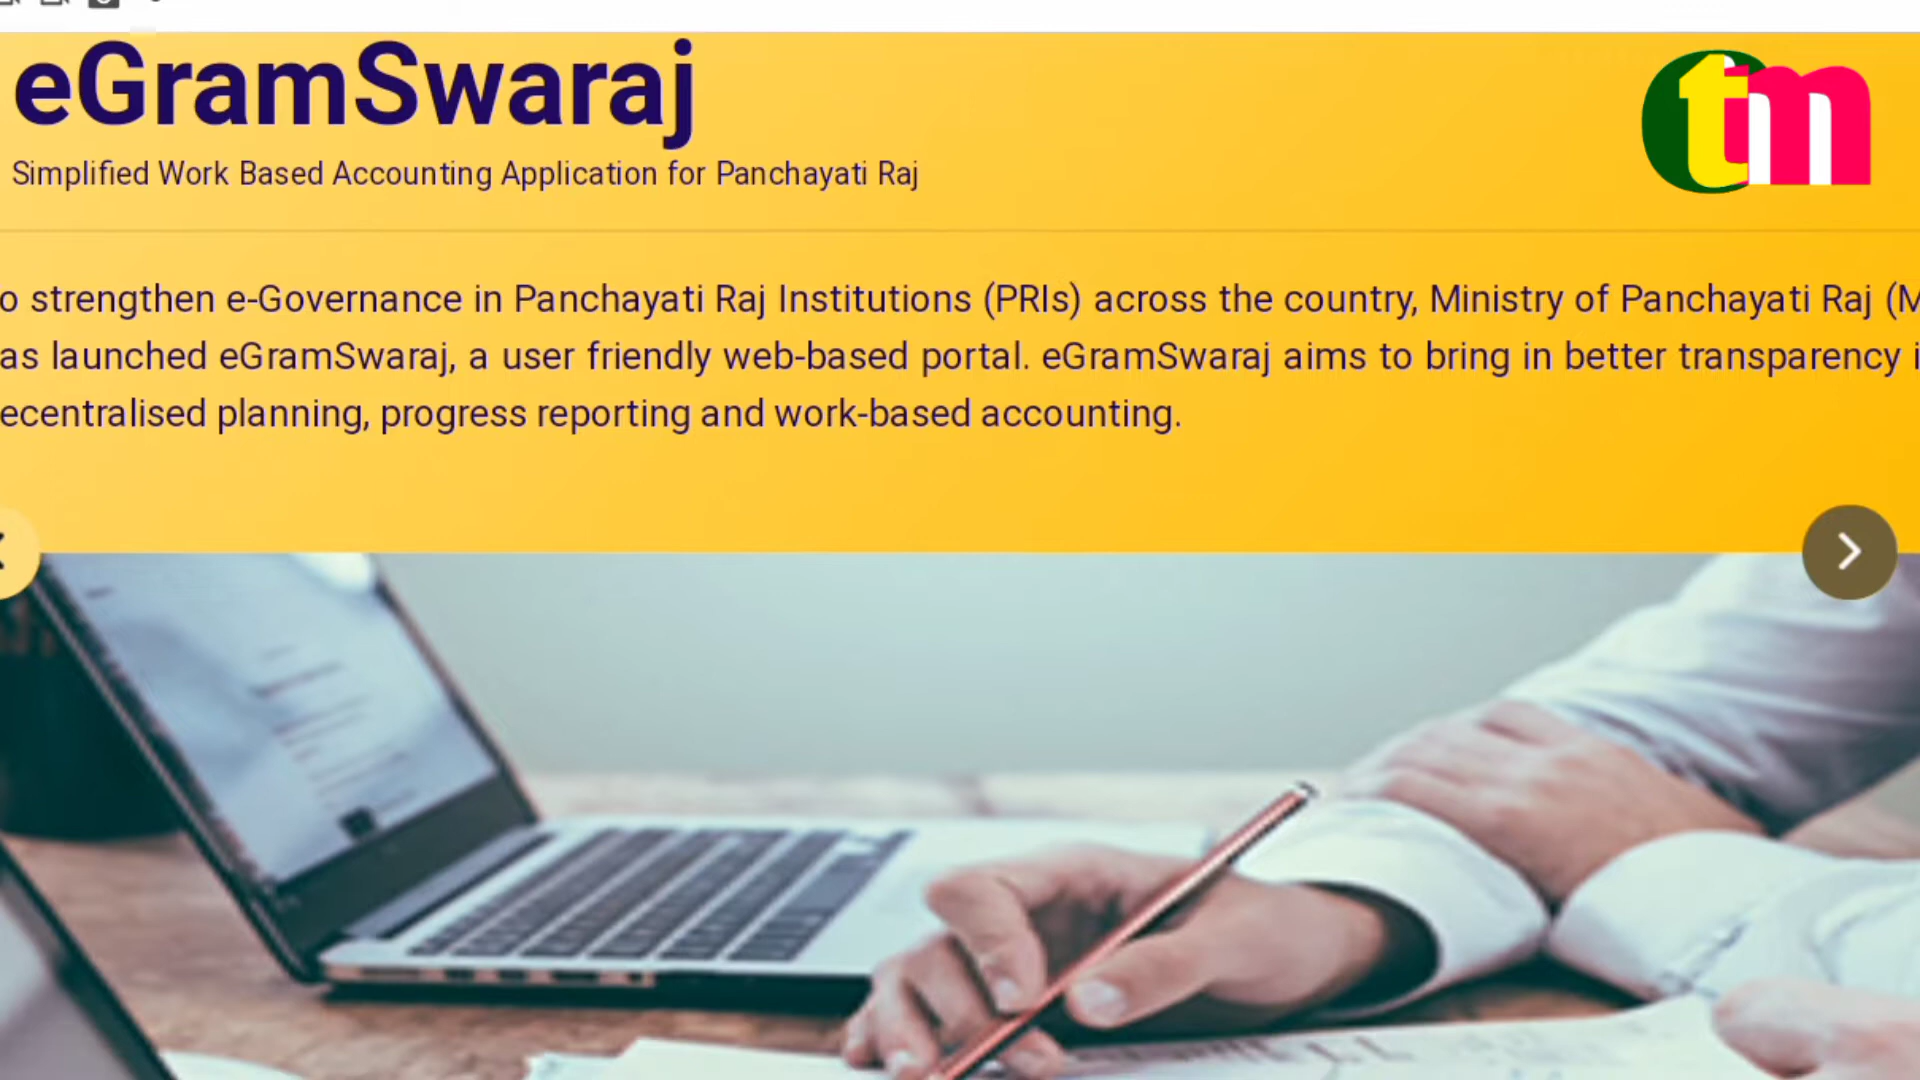 eGramSwaraj
tm
Simplified Work Based Accounting Application for Panchayati Raj
o strengthen e-Governance in Panchayati Raj Institutions (PRIs) across the country, Ministry of Panchayati Raj (M
as launched eGramSwaraj, a user friendly web-based portal. eGramSwaraj aims to bring in better transparency i
ecentralised planning, progress reporting and work-based accounting.